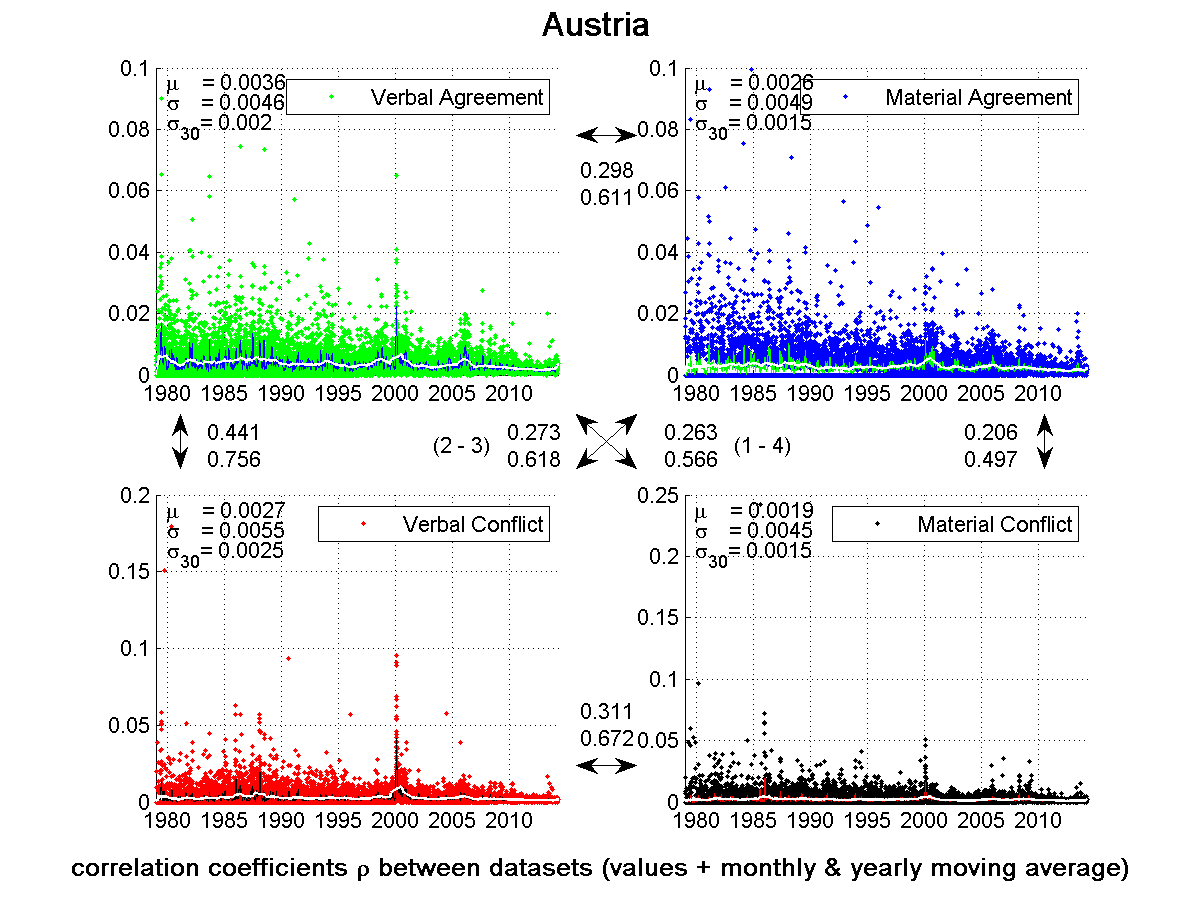 Austria
0.1
0.08
0.06
0.04
0.02
0
1980 1985 1990 1995 2000 2005 2010
μ = 0.0036
σ = 0.0046
σ30= 0.002
Verbal Agreement
0.298
0.611
0.1
0.08
0.06
0.04
0.02
0
1980 1985 1990 1995 2000 2005 2010
μ = 0.0026
σ = 0.0049
σ30= 0.0015
Material Agreement
0.441
0.756
(2 - 3)
0.273
0.618
0.263
0.566
(1 - 4)
0.206
0.497
0.2
0.15
0.1
0.05
0
1980 1985 1990 1995 2000 2005 2010
μ = 0.0027
σ = 0.0055
σ30= 0.0025
Verbal Conflict
0.311
0.672
0.25
0.2
0.15
0.1
0.05
0
1980 1985 1990 1995 2000 2005 2010
μ = 0.0019
σ = 0.0045
σ30= 0.0015
Material Conflict
correlation coefficients ρ between datasets (values + monthly & yearly moving average)